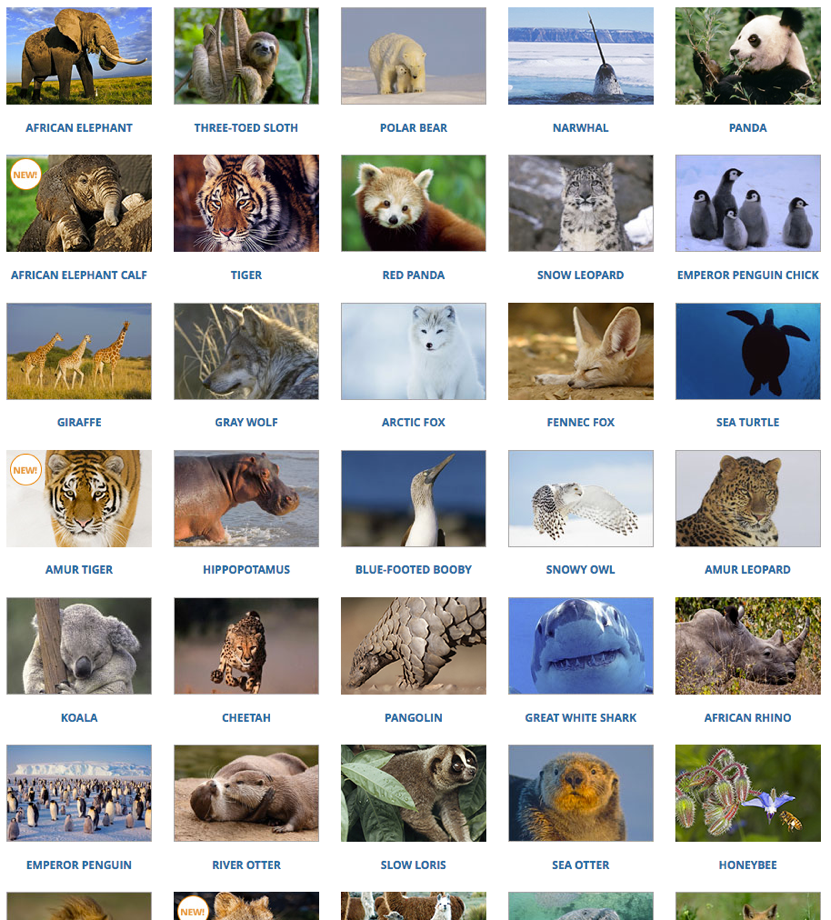 AFRICAN ELEPHANT
THREE-TOED SLOTH
POLAR BEAR
NARWHAL
PANDA
NEW!
AFRICAN ELEPHANT CALF
TIGER
RED PANDA
SNOW LEOPARD
EMPEROR PENGUIN CHICK
GIRAFFE
GRAY WOLF
ARCTIC FOX
FENNEC FOX
SEA TURTLE
NEW!
AMUR TIGER
HIPPOPOTAMUS
BLUE-FOOTED BOOBY
SNOWY OWL
AMUR LEOPARD
KOALA
CHEETAH
PANGOLIN
GREAT WHITE SHARK
AFRICAN RHINO
EMPEROR PENGUIN
RIVER OTTER
SLOW LORIS
SEA OTTER
HONEYBEE
NEW!